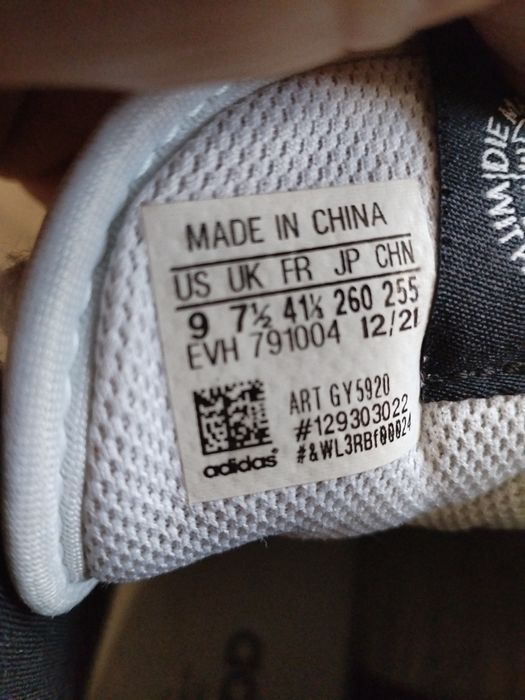 MADE IN CHINA
US UK FR JP CHN
9 7½ 41⅓ 260 255
EVH 791004 12/21
ART GY5920
#129303022
#&WL3RBf00024
adidas